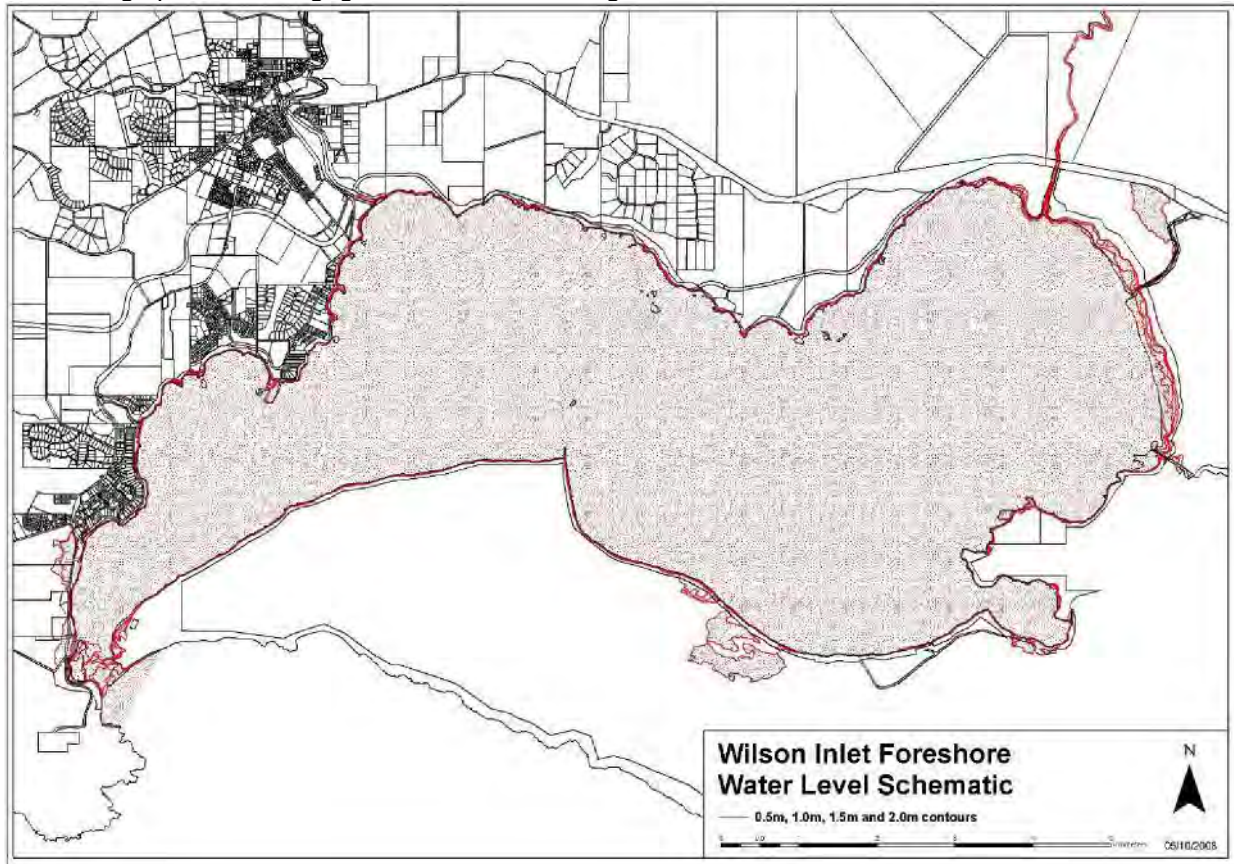 Wilson Inlet Foreshore
Water Level Schematic
N
0.5m, 1.0m, 1.5m and 2.0m contours